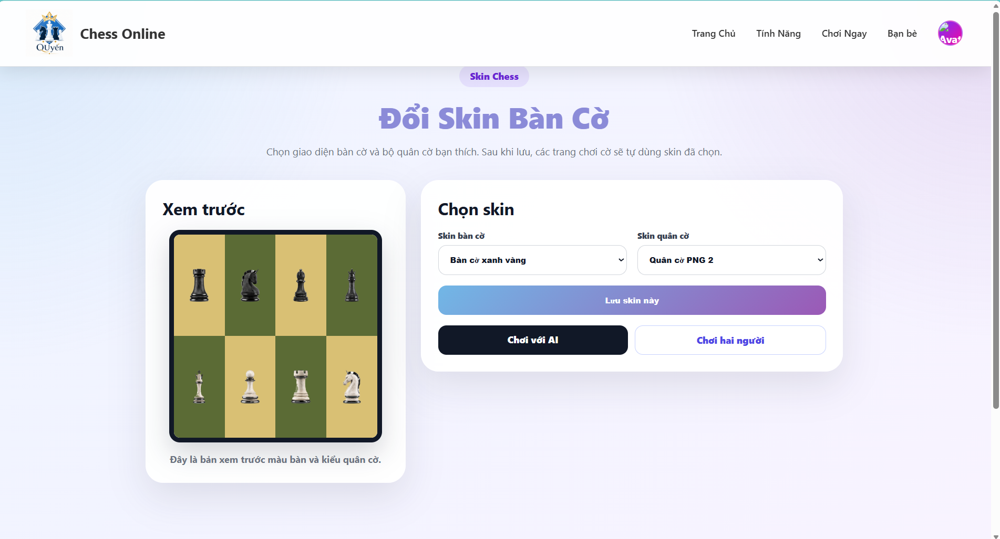 QUyến
Chess Online
Trang Chủ
Tính Năng
Chơi Ngay
Bạn bè
Avat
Skin Chess
Đổi Skin Bàn Cờ
Chọn giao diện bàn cờ và bộ quân cờ bạn thích. Sau khi lưu, các trang chơi cờ sẽ tự dùng skin đã chọn.
Xem trước
Đây là bản xem trước màu bàn và kiểu quân cờ.
Chọn skin
Skin bàn cờ
Bàn cờ xanh vàng
Skin quân cờ
Quân cờ PNG 2
Lưu skin này
Chơi với AI
Chơi hai người